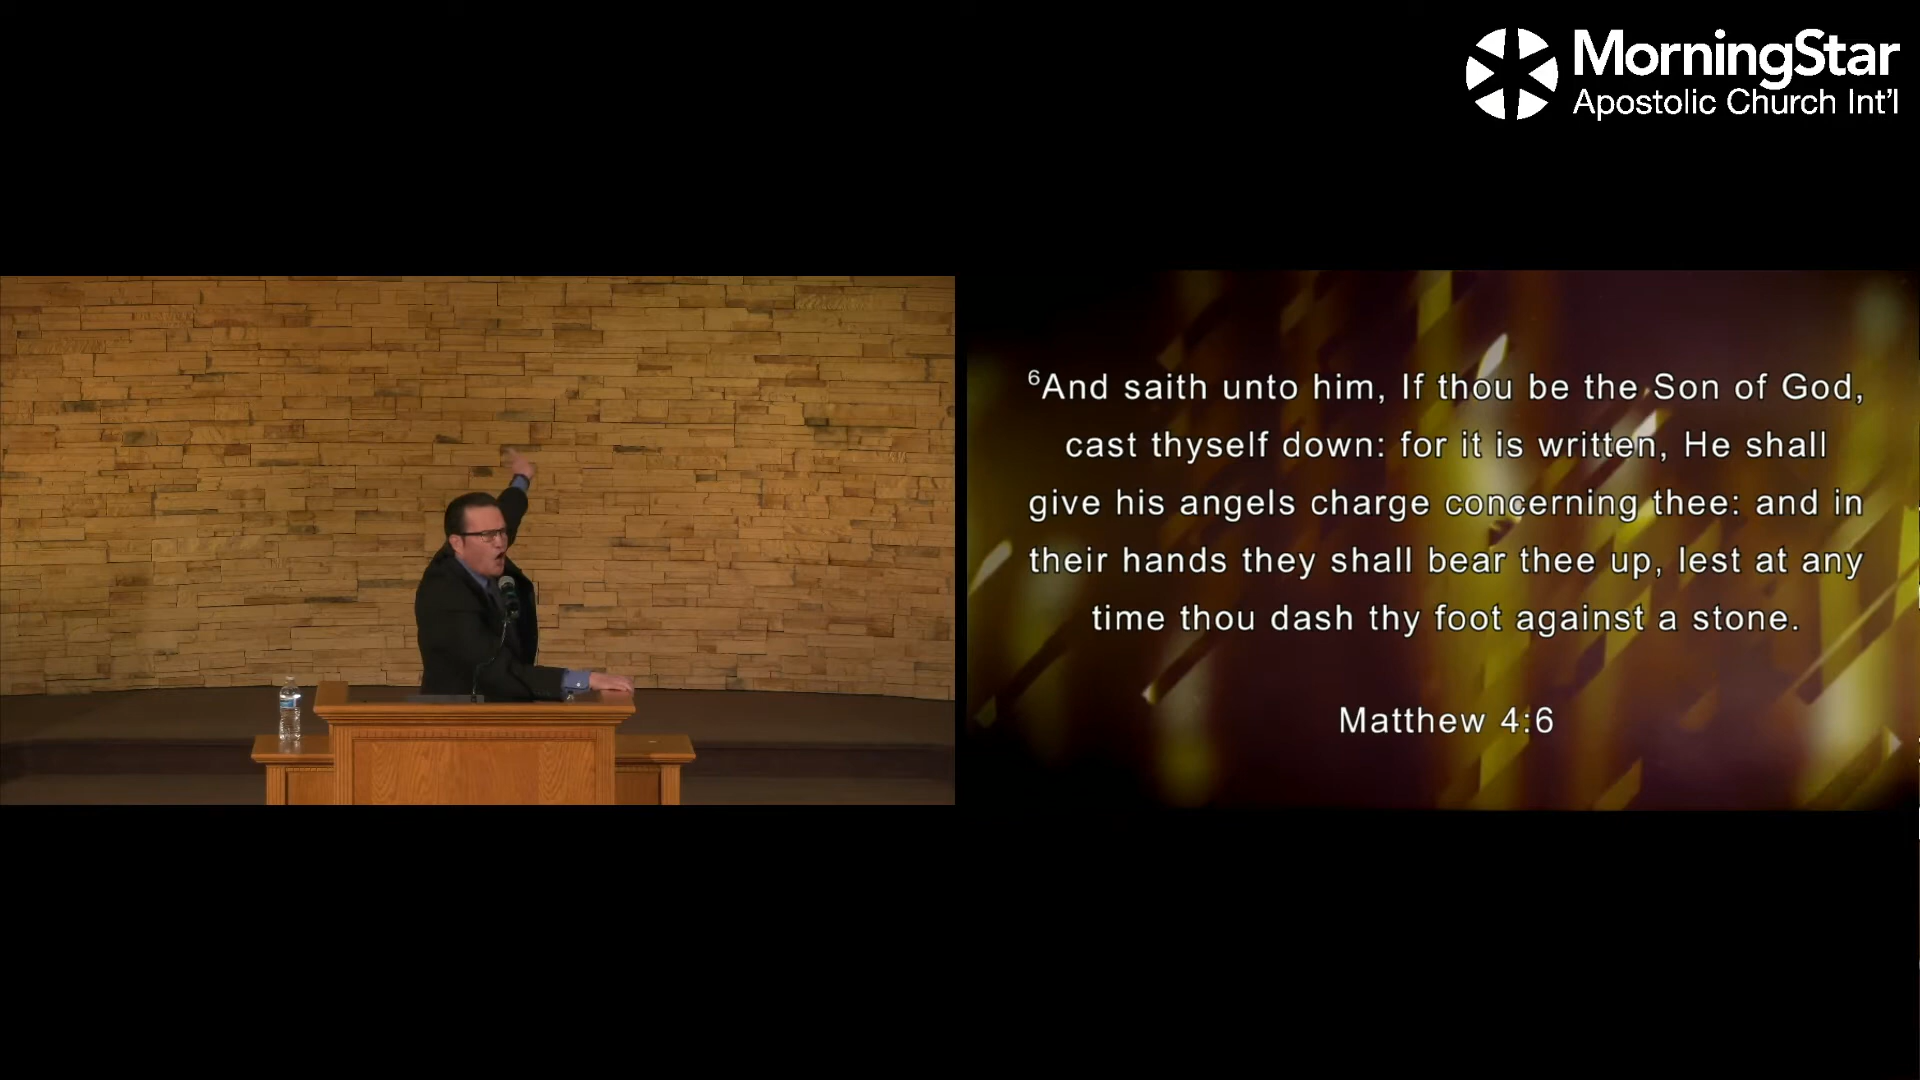 MorningStar
Apostolic Church Int'l
6And saith unto him, If thou be the Son of God,
cast thyself down: for it is written, He shall
give his angels charge concerning thee: and in
their hands they shall bear thee up, lest at any
time thou dash thy foot against a stone.
Matthew 4:6